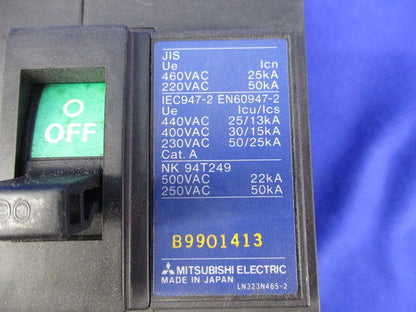 JIS
Ue Icn
460VAC 25kA
220VAC 50kA
IEC947-2 EN60947-2
Ue Icu/Ics
440VAC 25/13kA
400VAC 30/15kA
230VAC 50/25kA
Cat. A
NK 94T249
500VAC 22kA
250VAC 50kA
B9901413
MITSUBISHI ELECTRIC
MADE IN JAPAN
LN323N465-2
OFF